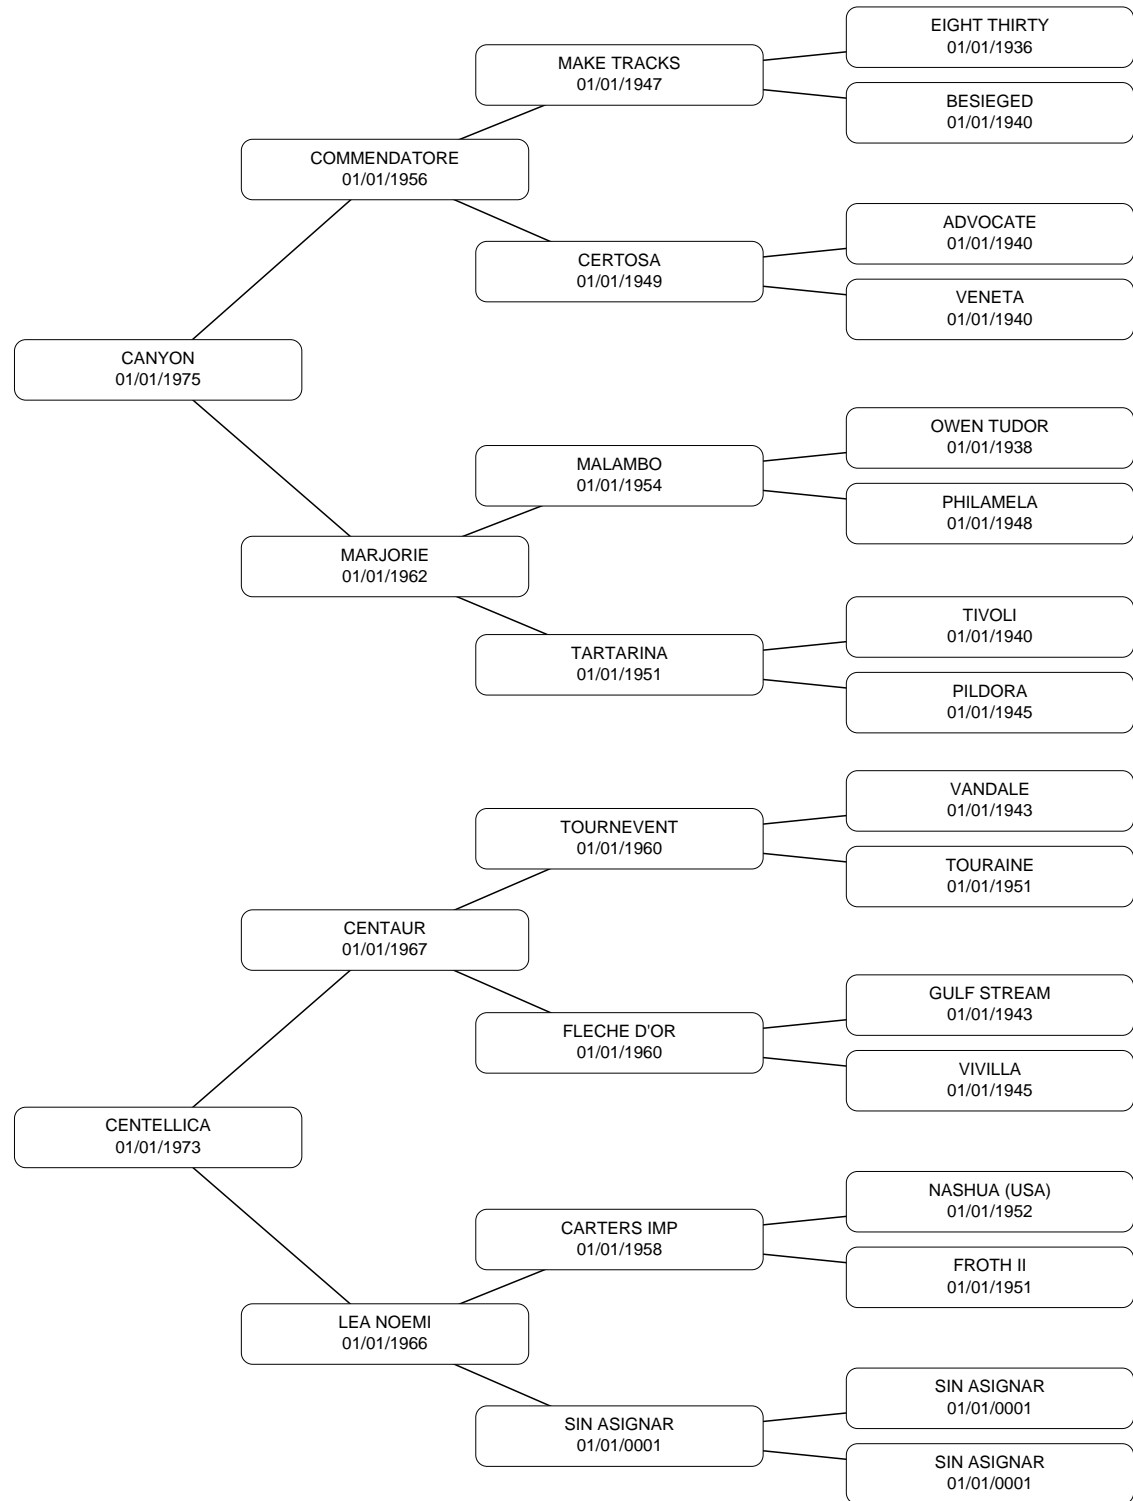 EIGHT THIRTY
01/01/1936
MAKE TRACKS
01/01/1947
BESIEGED
01/01/1940
COMMENDATORE
01/01/1956
ADVOCATE
01/01/1940
CERTOSA
01/01/1949
VENETA
01/01/1940
CANYON
01/01/1975
OWEN TUDOR
01/01/1938
MALAMBO
01/01/1954
PHILAMELA
01/01/1948
MARJORIE
01/01/1962
TIVOLI
01/01/1940
TARTARINA
01/01/1951
PILDORA
01/01/1945
VANDALE
01/01/1943
TOURNEVENT
01/01/1960
TOURAINE
01/01/1951
CENTAUR
01/01/1967
GULF STREAM
01/01/1943
FLECHE D'OR
01/01/1960
VIVILLA
01/01/1945
CENTELLICA
01/01/1973
NASHUA (USA)
01/01/1952
CARTERS IMP
01/01/1958
FROTH II
01/01/1951
LEA NOEMI
01/01/1966
SIN ASIGNAR
01/01/0001
SIN ASIGNAR
01/01/0001
SIN ASIGNAR
01/01/0001